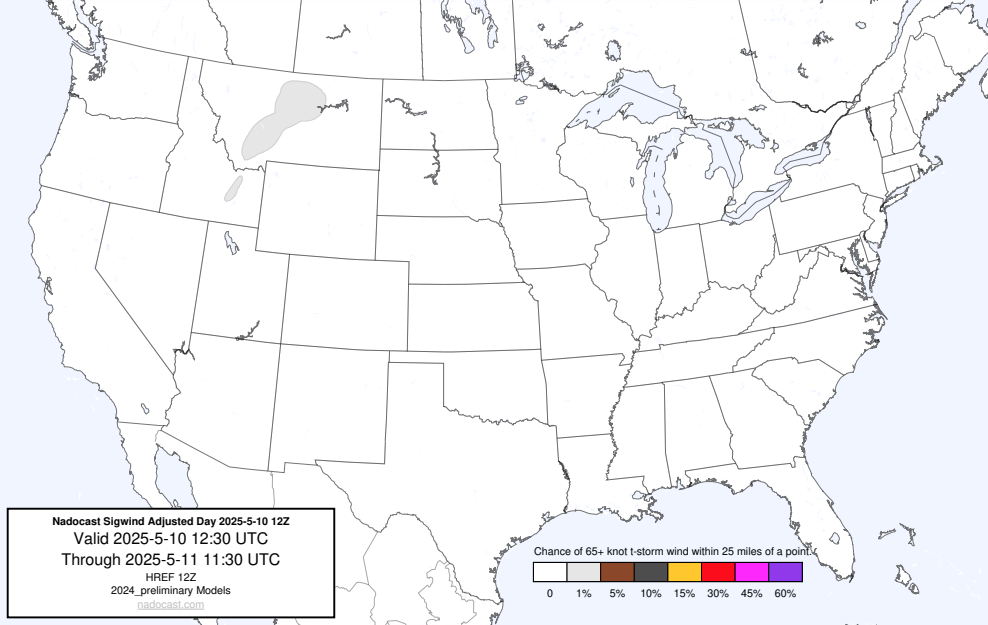 Nadocast Sigwind Adjusted Day 2025-5-10 12Z
Valid 2025-5-10 12:30 UTC
Through 2025-5-11 11:30 UTC
HREF 12Z
2024_preliminary Models
nadocast.com
Chance of 65+ knot t-storm wind within 25 miles of a point.
0 1% 5% 10% 15% 30% 45% 60%